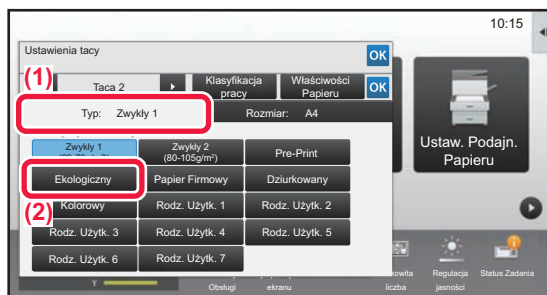 10:15
Ustawienia tacy
OK
(1)
Taca 2
Klasyfikacja pracy
Właściwości Papieru
OK
Typ: Zwykły 1
Rozmiar: A4
Zwykły 1
Zwykły 2
(80-105g/m²)
Pre-Print
Ekologiczny
Papier Firmowy
Dziurkowany
(2)
Kolorowy
Rodz. Użytk. 1
Rodz. Użytk. 2
Rodz. Użytk. 3
Rodz. Użytk. 4
Rodz. Użytk. 5
Rodz. Użytk. 6
Rodz. Użytk. 7
Ustaw. Podajn.
Papieru
Y
Obsługi
ekranu
liczba
Regulacja
jasności
Status Zadania